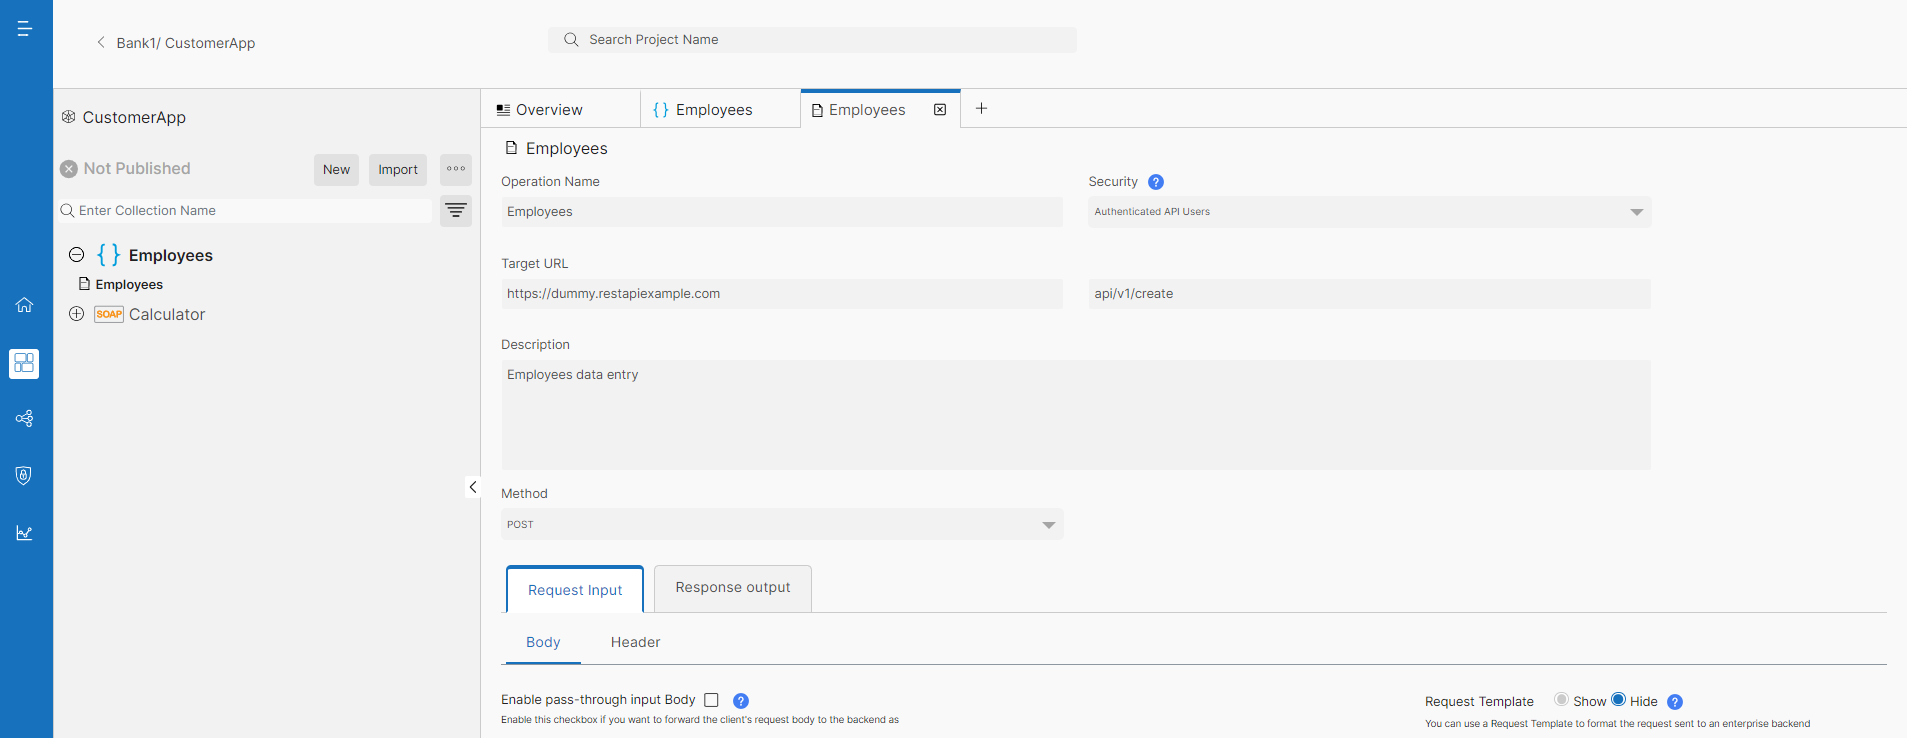 Bank1/ CustomerApp
Search Project Name
CustomerApp
Not Published
New
Import
Enter Collection Name
{ } Employees
Employees
SOAP Calculator
Overview
{ } Employees
Employees
Employees
Operation Name
Security ?
Employees
Authenticated API Users
Target URL
https://dummy.restapiexample.com
api/v1/create
Description
Employees data entry
Method
POST
Request Input
Response output
Body
Header
Enable pass-through input Body ?
Enable this checkbox if you want to forward the client's request body to the backend as
Request Template Show Hide ?
You can use a Request Template to format the request sent to an enterprise backend